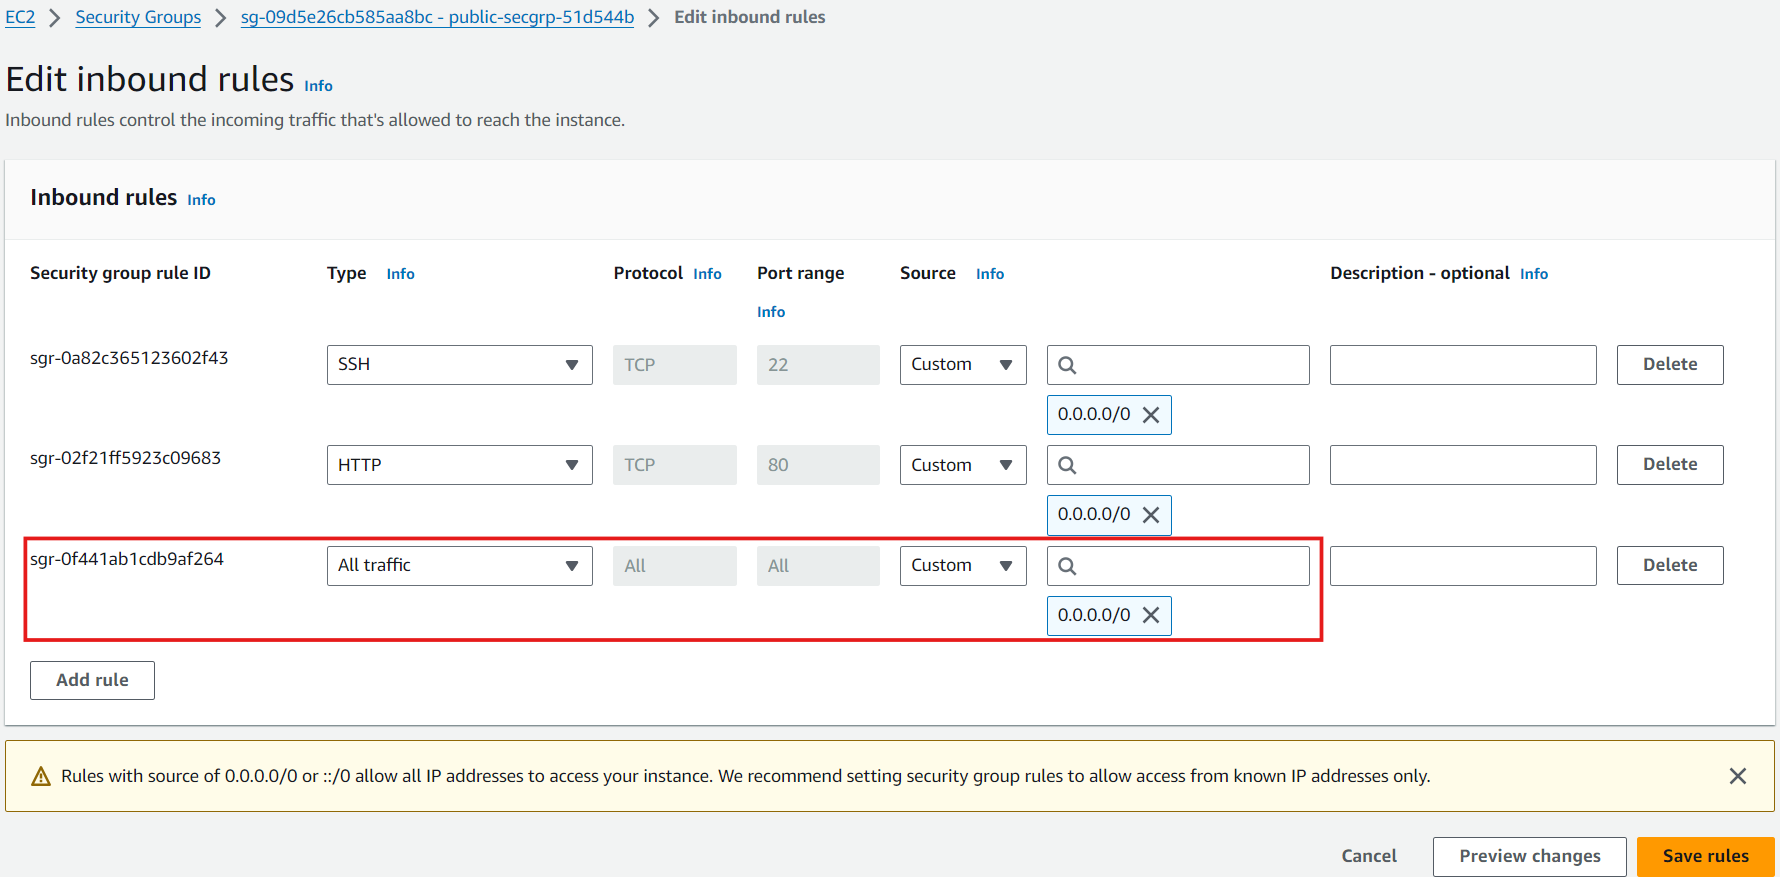 EC2 > Security Groups > sg-09d5e26cb585aa8bc - public-secgrp-51d544b > Edit inbound rules
Edit inbound rules Info
Inbound rules control the incoming traffic that's allowed to reach the instance.
Inbound rules Info
Security group rule ID Type Info Protocol Info Port range Info Source Info Description - optional Info
sgr-0a82c365123602f43 SSH TCP 22 Custom Delete
0.0.0.0/0
sgr-02f21ff5923c09683 HTTP TCP 80 Custom Delete
0.0.0.0/0
sgr-0f441ab1cdb9af264 All traffic All All Custom Delete
0.0.0.0/0
Add rule
Rules with source of 0.0.0.0/0 or ::/0 allow all IP addresses to access your instance. We recommend setting security group rules to allow access from known IP addresses only.
Cancel Preview changes Save rules